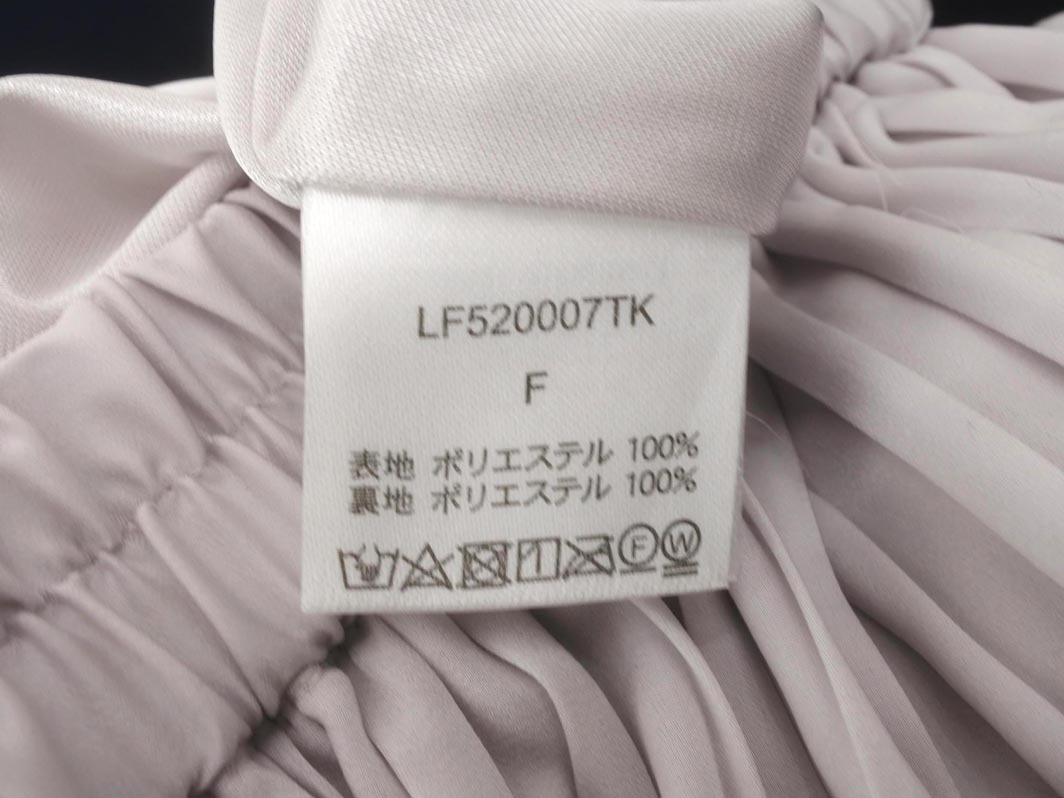 LF520007TK
F
表地 ポリエステル 100%
裏地 ポリエステル 100%
F W